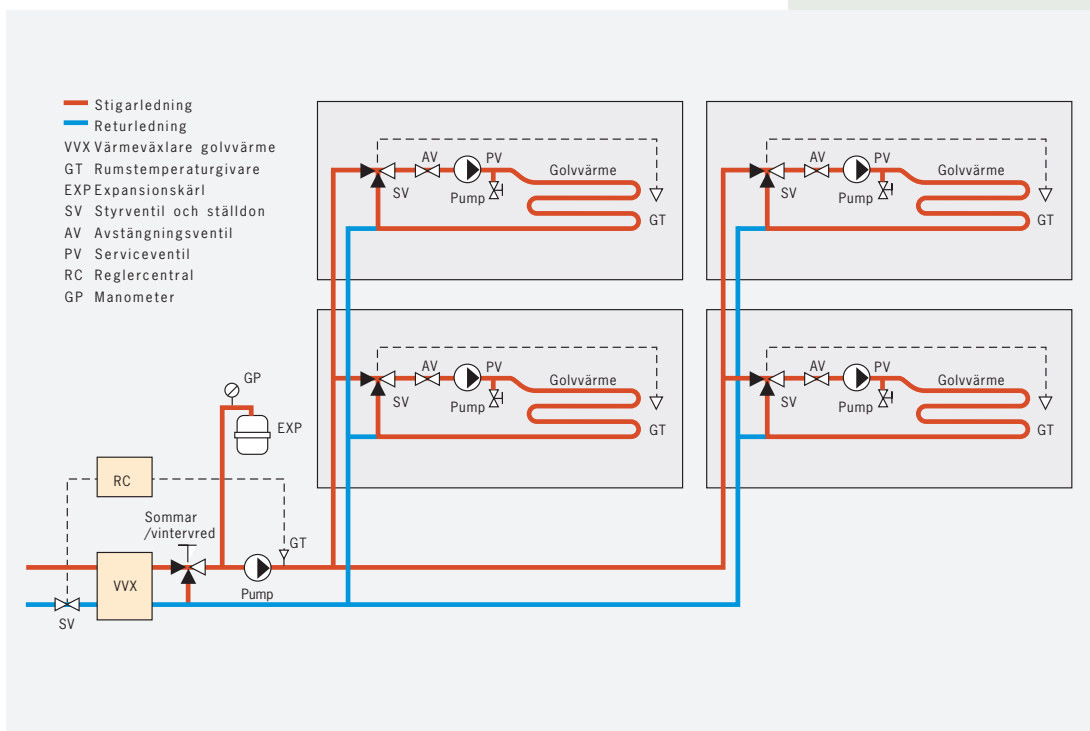 Stigarledning
Returledning
VVX Värmeväxlare golvvärme
GT Rumstemperaturgivare
EXP Expansionskärl
SV Styrventil och ställdon
AV Avstängningsventil
PV Serviceventil
RC Reglercentral
GP Manometer
AV
PV
Golvvärme
SV
Pump
GT
AV
PV
Golvvärme
SV
Pump
GT
AV
PV
Golvvärme
SV
Pump
GT
AV
PV
Golvvärme
SV
Pump
GT
GP
EXP
RC
Sommar
/vintervred
GT
VVX
Pump
SV